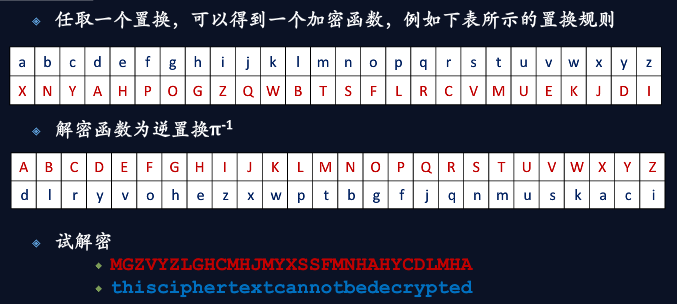 任取一个置换，可以得到一个加密函数，例如下表所示的置换规则
a b c d e f g h i j k l m n o p q r s t u v w x y z
X N Y A H P O G Z Q W B T S F L R C V M U E K J D I
解密函数为逆置换π-1
A B C D E F G H I J K L M N O P Q R S T U V W X Y Z
d l r y v o h e z x w p t b g f j q n m u s k a c i
试解密
MGZVYZLGHCMHJMYXSSFMNHAHYCDLMHA
thisciphertextcannotbedecrypted